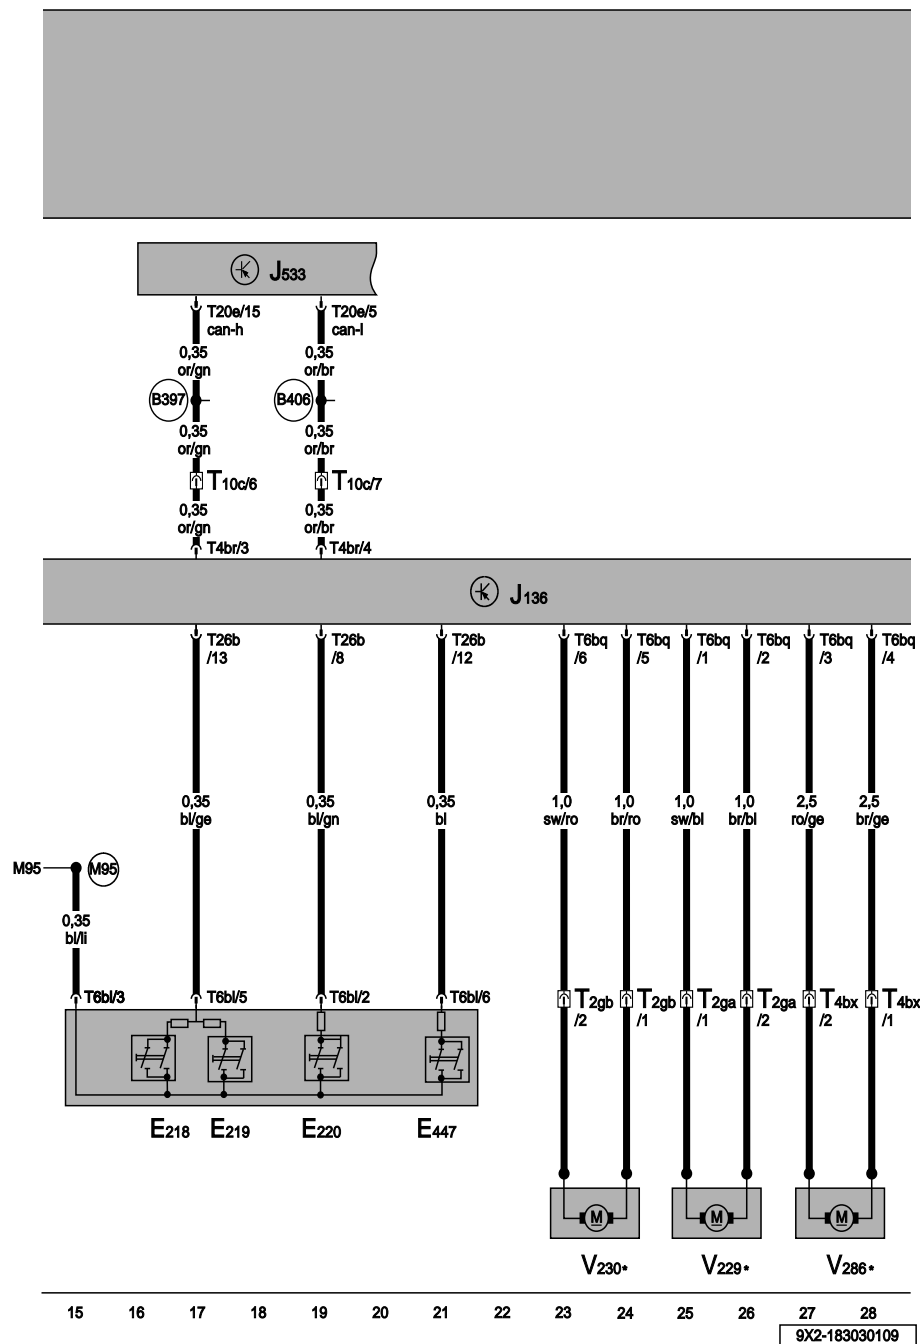 J533
T20e/15 T20e/5
can-h can-l
0,35 0,35
or/gn or/br
B397 B406
0,35 0,35
or/gn or/br
T10c/6 T10c/7
0,35 0,35
or/gn or/br
T4br/3 T4br/4
J136
T26b T26b T26b T6bq T6bq T6bq T6bq T6bq T6bq
/13 /8 /12 /6 /5 /1 /2 /3 /4
0,35 0,35 0,35 1,0 1,0 1,0 1,0 2,5 2,5
bl/ge bl/gn bl sw/ro br/ro sw/bl br/bl ro/ge br/ge
M95 M95
0,35
bl/li
T6bl/3 T6bl/5 T6bl/2 T6bl/6 T2gb T2gb T2ga T2ga T4bx T4bx
/2 /1 /1 /2 /2 /1
E218 E219 E220 E447
M M M
V230* V229* V286*
15 16 17 18 19 20 21 22 23 24 25 26 27 28
9X2-183030109